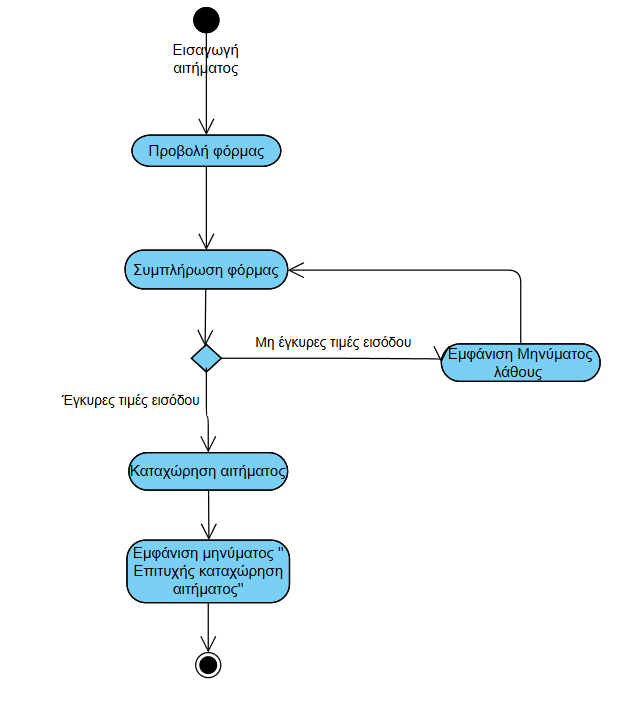 Εισαγωγή
αιτήματος
Προβολή φόρμας
Συμπλήρωση φόρμας
Μη έγκυρες τιμές εισόδου
Εμφάνιση Μηνύματος
λάθους
Έγκυρες τιμές εισόδου
Καταχώρηση αιτήματος
Εμφάνιση μηνύματος "
Επιτυχής καταχώρηση
αιτήματος"